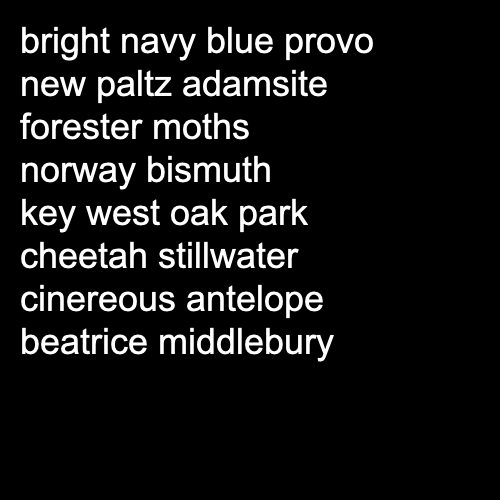 bright navy blue provo
new paltz adamsite
forester moths
norway bismuth
key west oak park
cheetah stillwater
cinereous antelope
beatrice middlebury